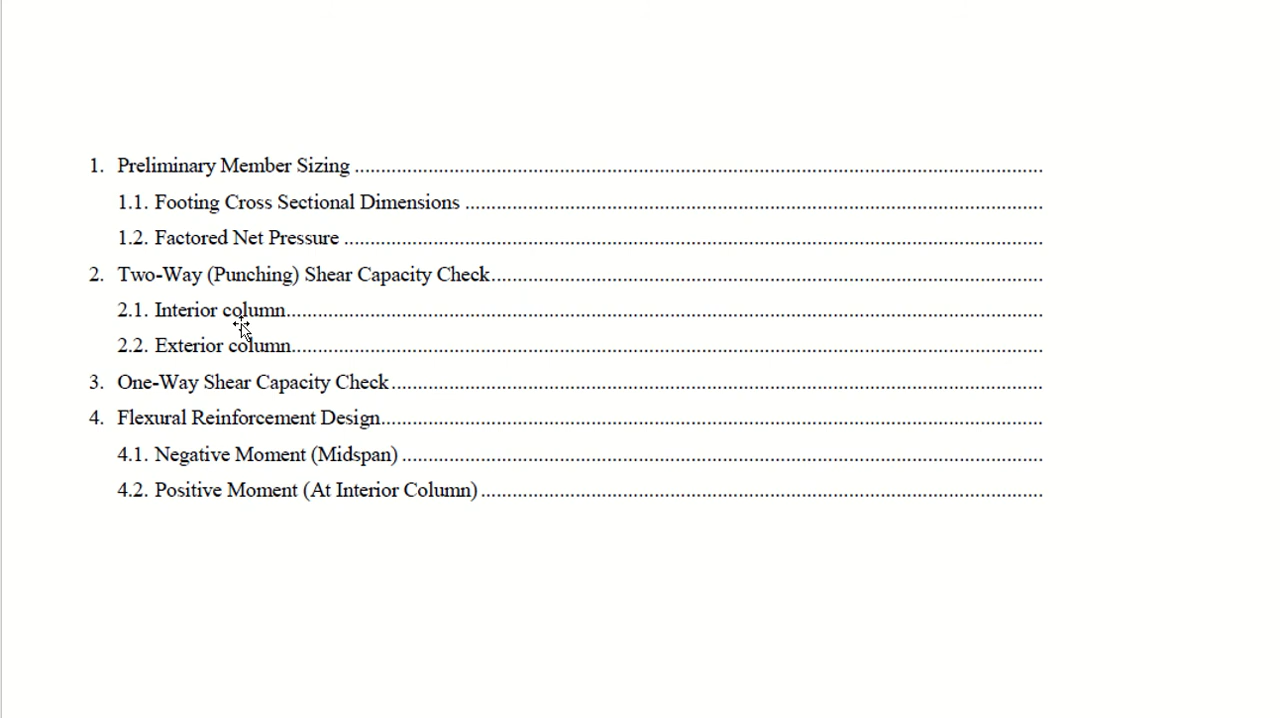 1. Preliminary Member Sizing ....................................................................................................................................
1.1. Footing Cross Sectional Dimensions ...............................................................................................................
1.2. Factored Net Pressure ......................................................................................................................................
2. Two-Way (Punching) Shear Capacity Check..........................................................................................................
2.1. Interior column.................................................................................................................................................
2.2. Exterior column................................................................................................................................................
3. One-Way Shear Capacity Check.............................................................................................................................
4. Flexural Reinforcement Design...............................................................................................................................
4.1. Negative Moment (Midspan) ...........................................................................................................................
4.2. Positive Moment (At Interior Column)............................................................................................................